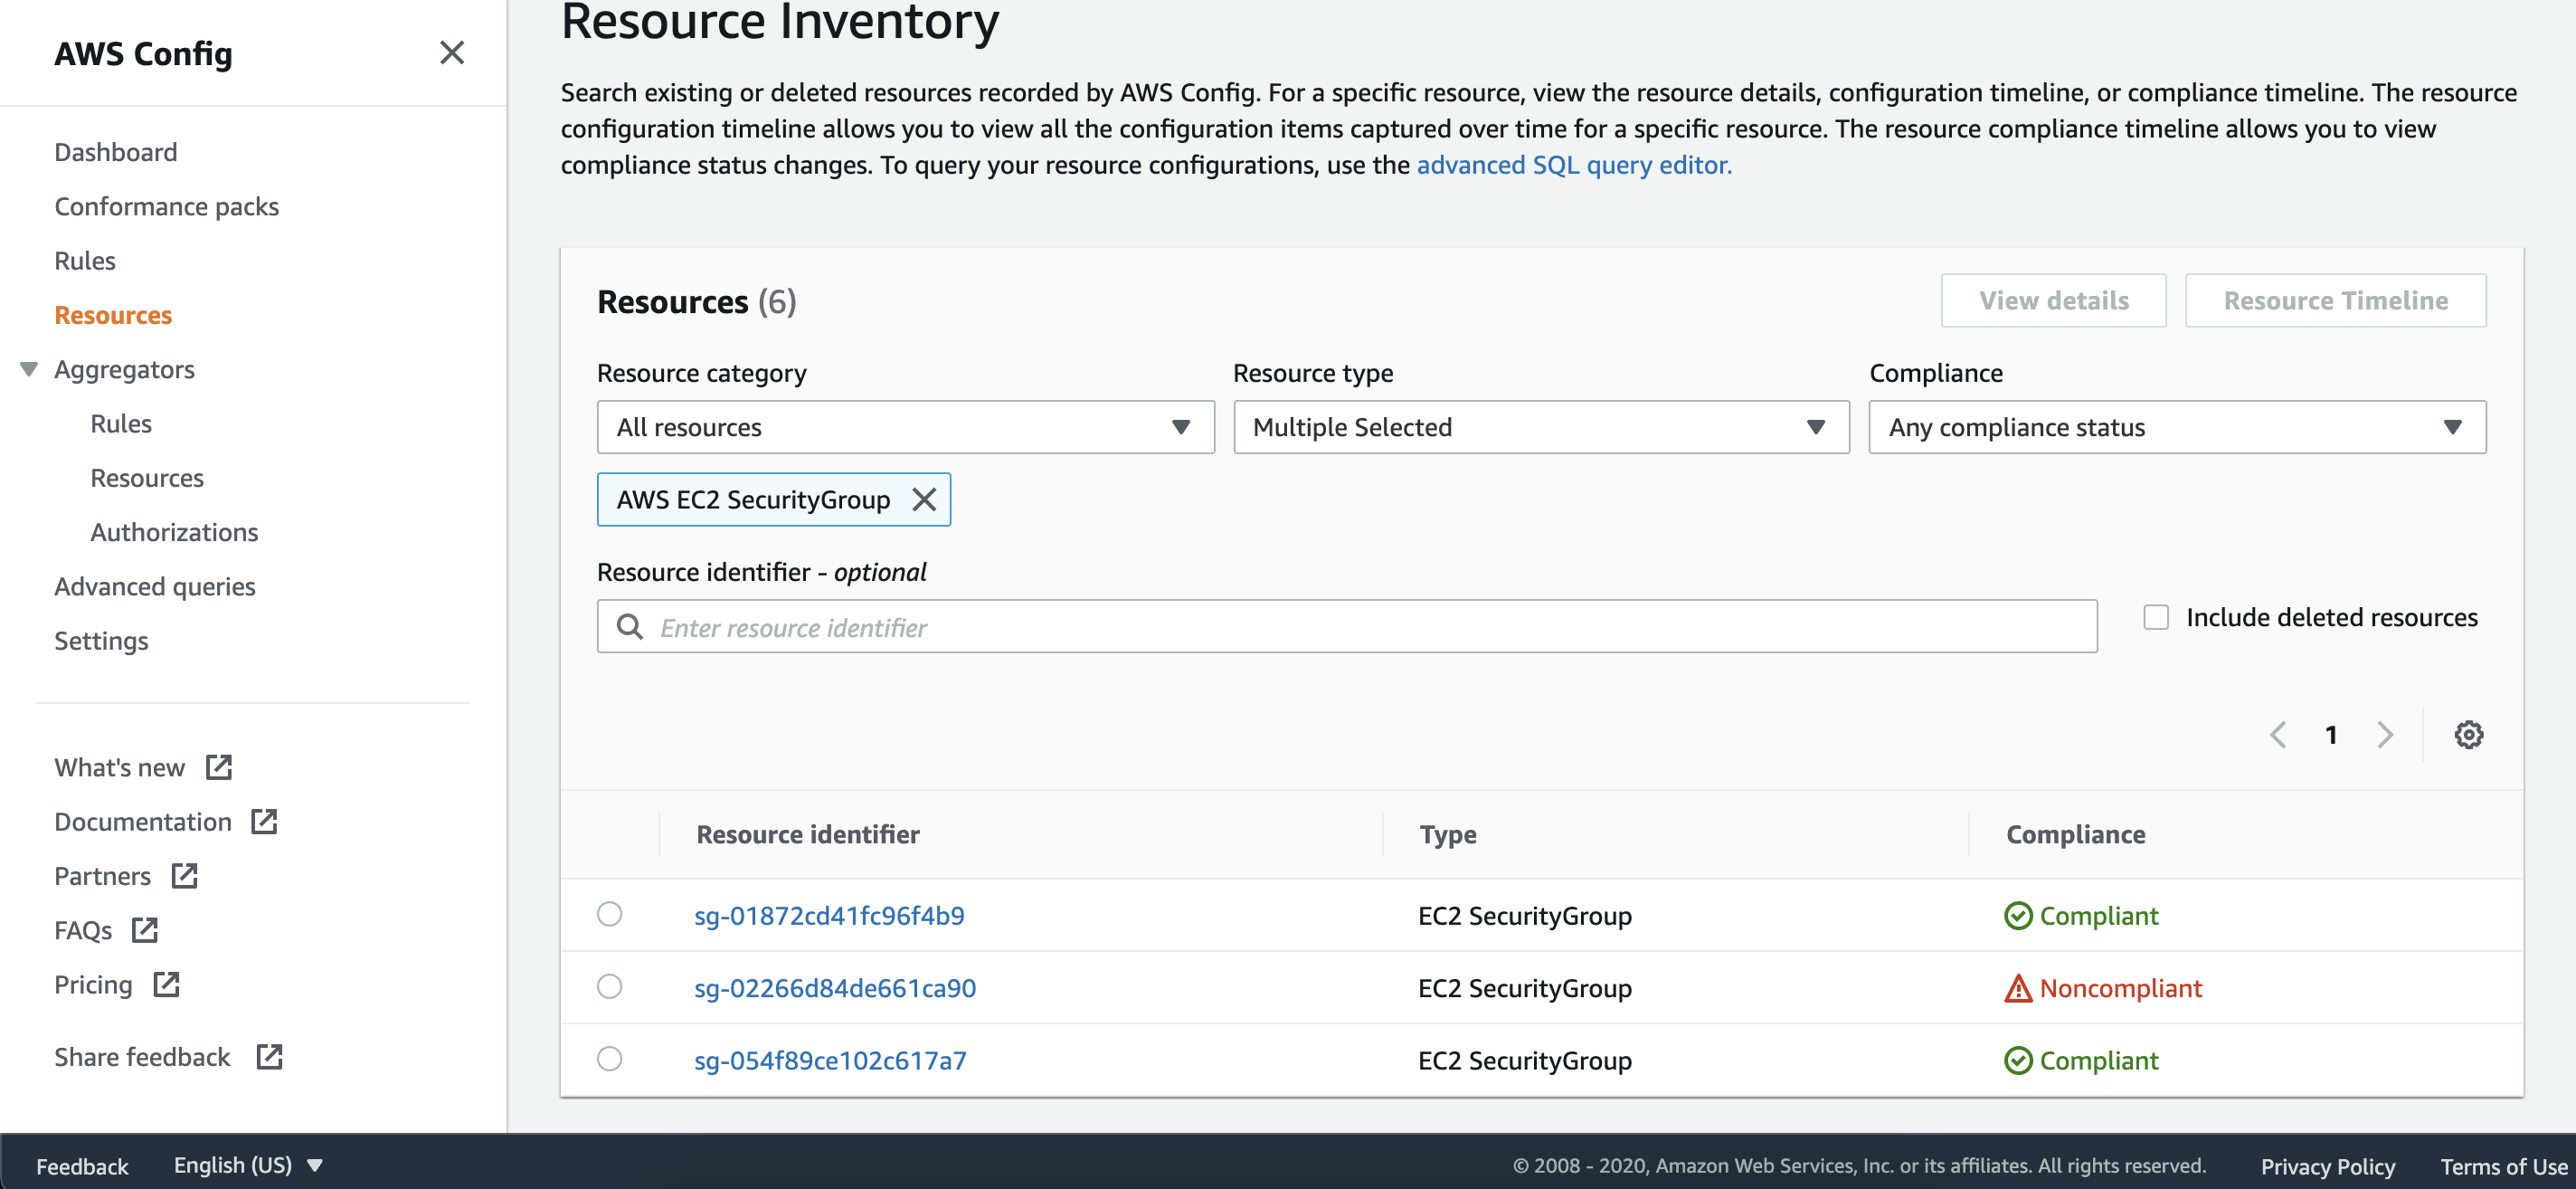 AWS Config
Dashboard
Conformance packs
Rules
Resources
Aggregators
Rules
Resources
Authorizations
Advanced queries
Settings
What's new
Documentation
Partners
FAQs
Pricing
Share feedback
Resource Inventory
Search existing or deleted resources recorded by AWS Config. For a specific resource, view the resource details, configuration timeline, or compliance timeline. The resource
configuration timeline allows you to view all the configuration items captured over time for a specific resource. The resource compliance timeline allows you to view
compliance status changes. To query your resource configurations, use the advanced SQL query editor.
Resources (6)
View details
Resource Timeline
Resource category
Resource type
Compliance
All resources
Multiple Selected
Any compliance status
AWS EC2 SecurityGroup
Resource identifier - optional
Enter resource identifier
Include deleted resources
1
Resource identifier Type Compliance
sg-01872cd41fc96f4b9 EC2 SecurityGroup Compliant
sg-02266d84de661ca90 EC2 SecurityGroup Noncompliant
sg-054f89ce102c617a7 EC2 SecurityGroup Compliant
Feedback English (US) © 2008 - 2020, Amazon Web Services, Inc. or its affiliates. All rights reserved. Privacy Policy Terms of Use